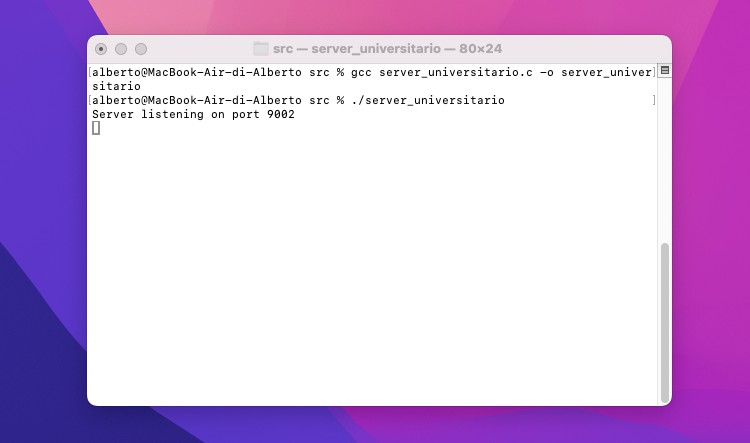 src — server_universitario — 80×24
[alberto@MacBook-Air-di-Alberto src % gcc server_universitario.c -o server_univer]
sitario
[alberto@MacBook-Air-di-Alberto src % ./server_universitario ]
Server listening on port 9002